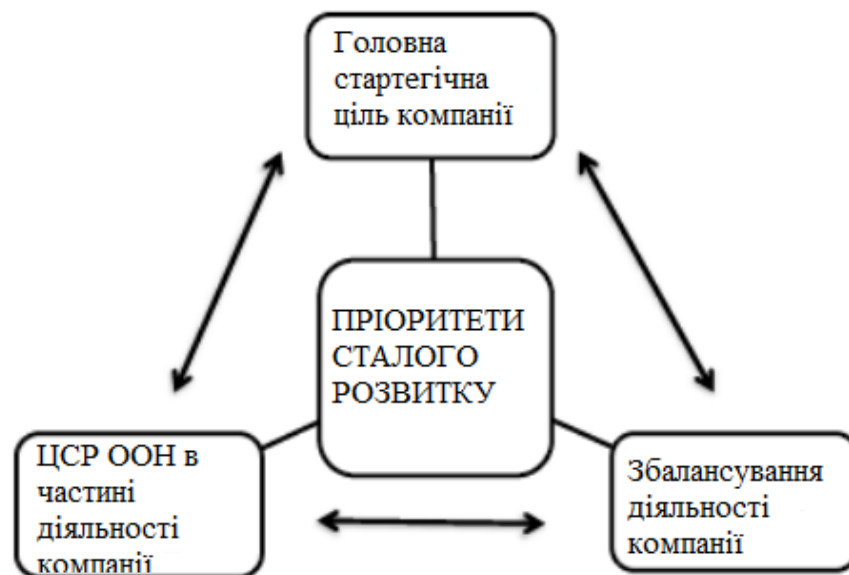 Головна
стартегічна
ціль компанії
ПРІОРИТЕТИ
СТАЛОГО
РОЗВИТКУ
ЦСР ООН в
частині
діяльності
компанії
Збалансування
діяльності
компанії